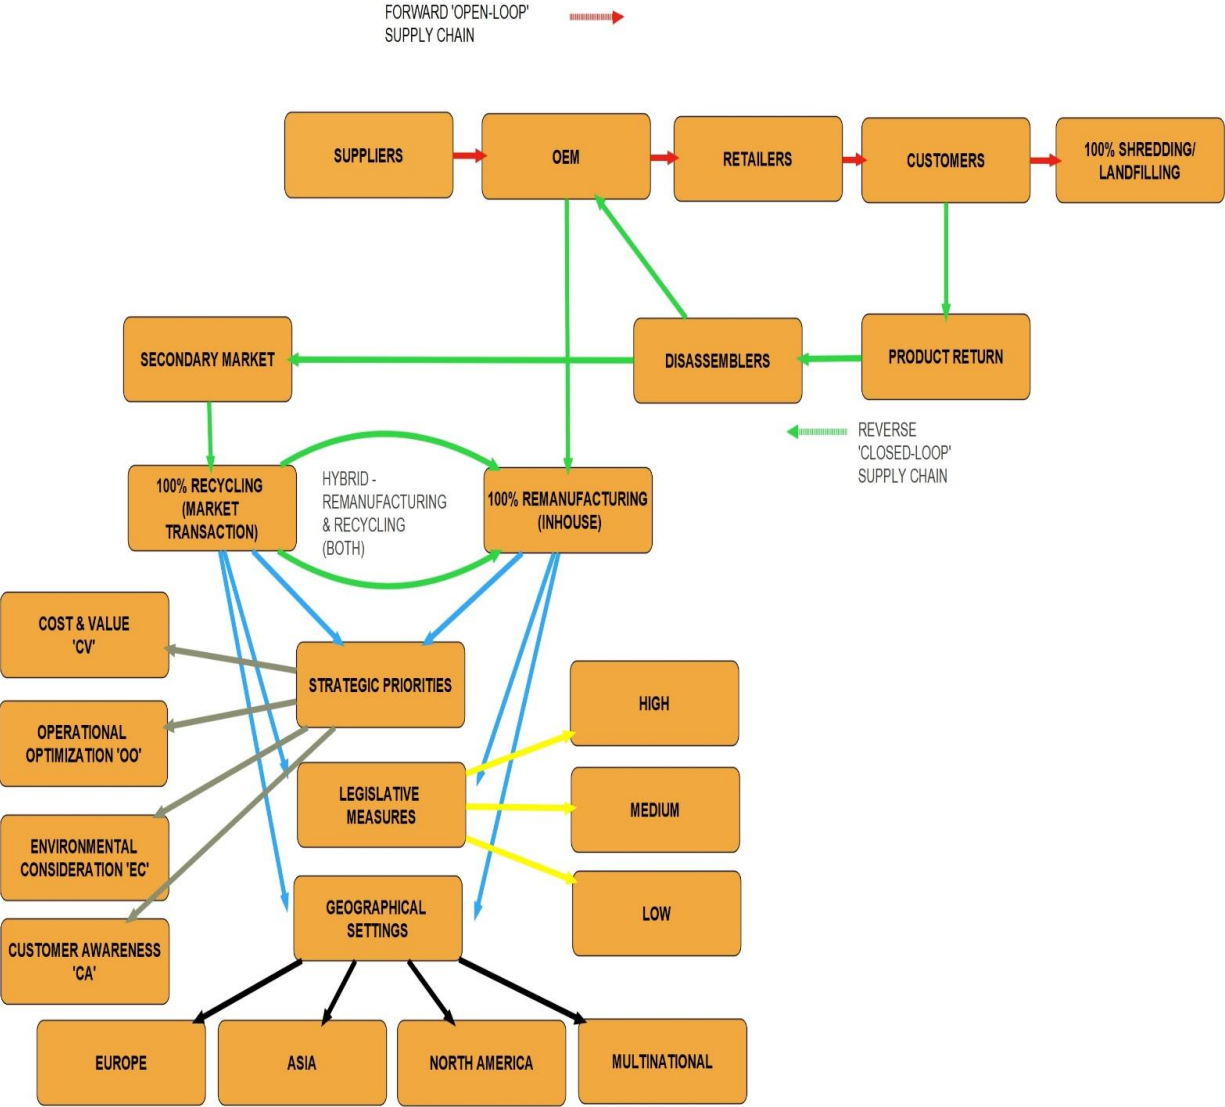 FORWARD 'OPEN-LOOP'
SUPPLY CHAIN
SUPPLIERS
OEM
RETAILERS
CUSTOMERS
100% SHREDDING/
LANDFILLING
SECONDARY MARKET
DISASSEMBLERS
PRODUCT RETURN
REVERSE
'CLOSED-LOOP'
SUPPLY CHAIN
100% RECYCLING
(MARKET
TRANSACTION)
HYBRID -
REMANUFACTURING
& RECYCLING
(BOTH)
100% REMANUFACTURING
(INHOUSE)
COST & VALUE
'CV'
STRATEGIC PRIORITIES
HIGH
OPERATIONAL
OPTIMIZATION 'OO'
LEGISLATIVE
MEASURES
MEDIUM
ENVIRONMENTAL
CONSIDERATION 'EC'
GEOGRAPHICAL
SETTINGS
LOW
CUSTOMER AWARENESS
'CA'
EUROPE
ASIA
NORTH AMERICA
MULTINATIONAL